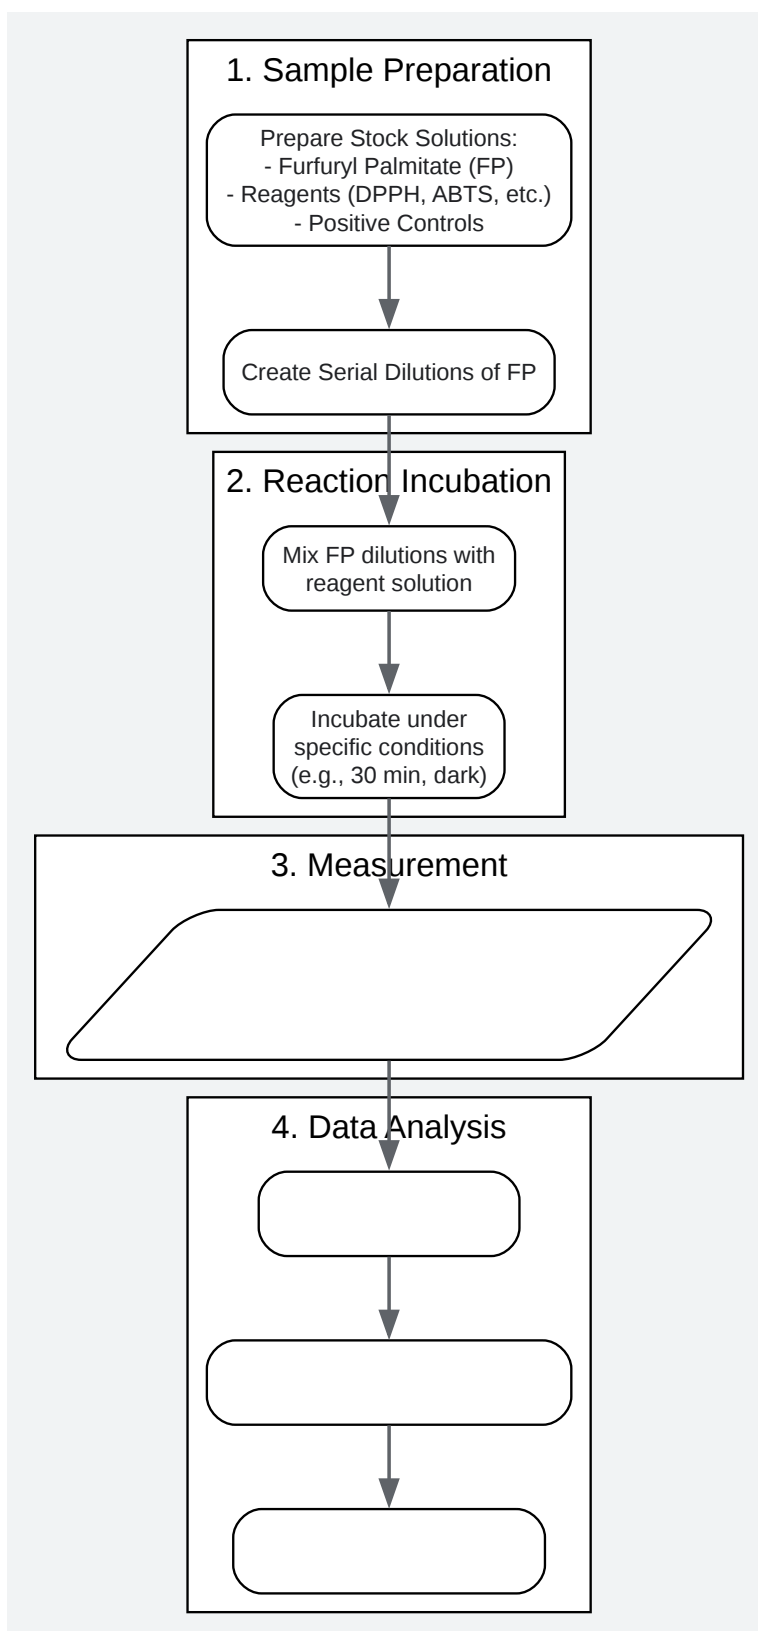 1. Sample Preparation
Prepare Stock Solutions:
- Furfuryl Palmitate (FP)
- Reagents (DPPH, ABTS, etc.)
- Positive Controls
Create Serial Dilutions of FP
2. Reaction Incubation
Mix FP dilutions with
reagent solution
Incubate under
specific conditions
(e.g., 30 min, dark)
3. Measurement
4. Data Analysis